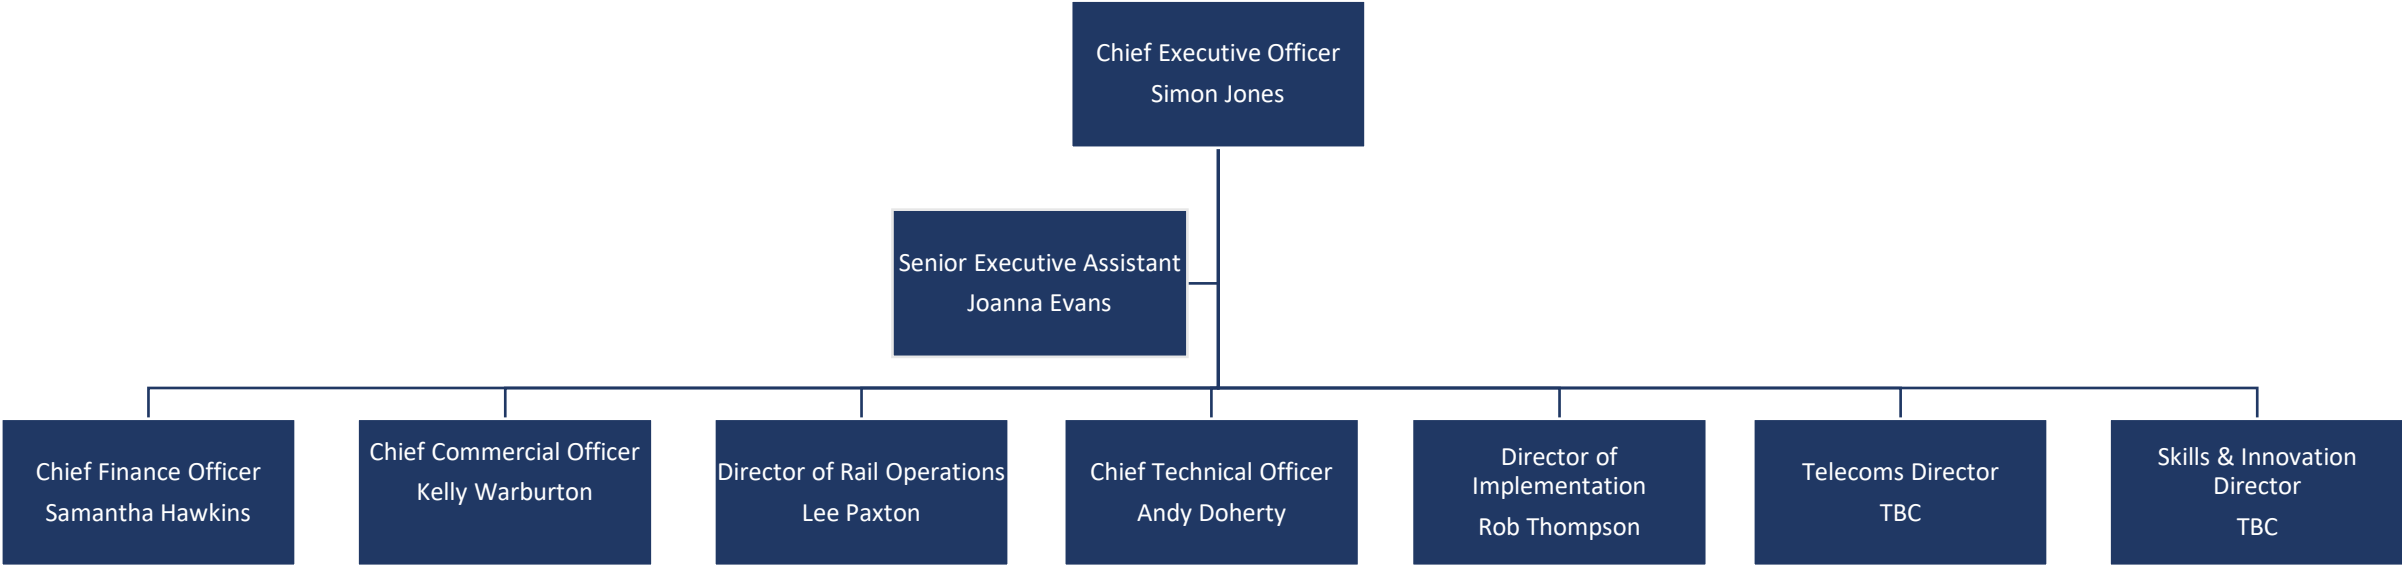 Chief Executive Officer
Simon Jones
Senior Executive Assistant
Joanna Evans
Chief Finance Officer
Samantha Hawkins
Chief Commercial Officer
Kelly Warburton
Director of Rail Operations
Lee Paxton
Chief Technical Officer
Andy Doherty
Director of
Implementation
Rob Thompson
Telecoms Director
TBC
Skills & Innovation
Director
TBC